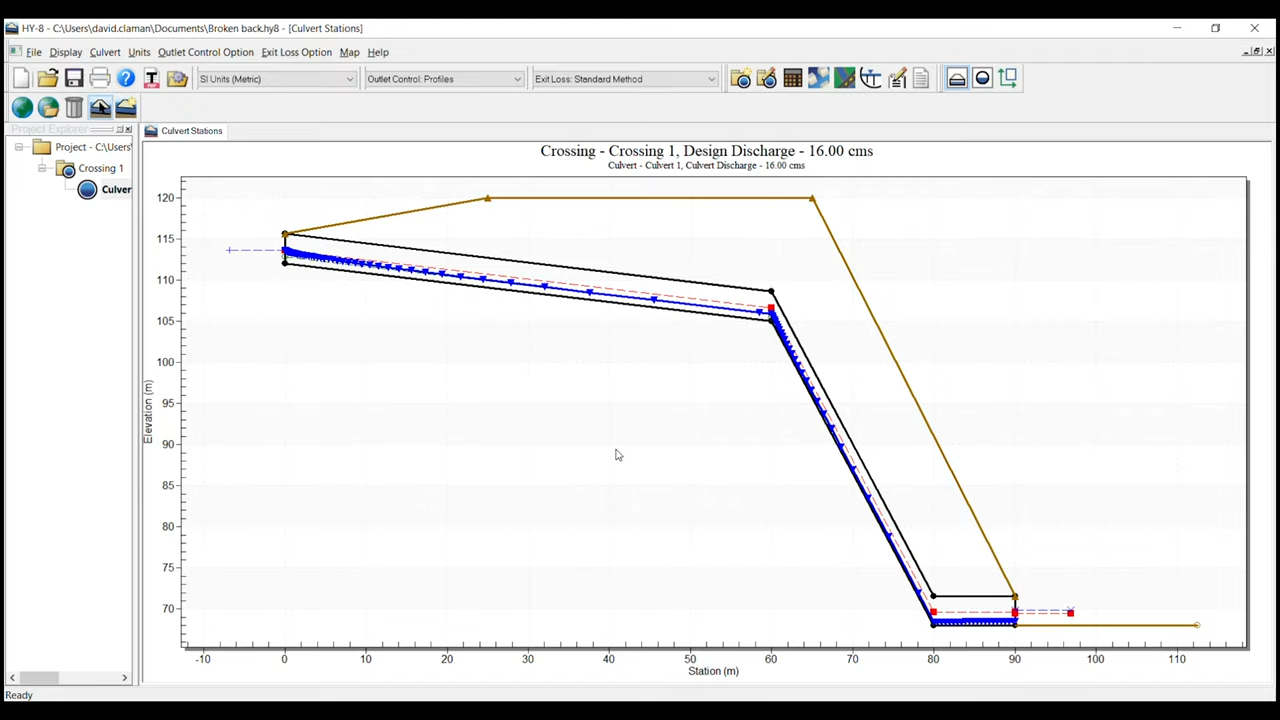 HY-8 - C:\Users\david.claman\Documents\Broken back.hy8 - [Culvert Stations]
File Display Culvert Units Outlet Control Option Exit Loss Option Map Help
SI Units (Metric) Outlet Control: Profiles Exit Loss: Standard Method
Project Explorer
Culvert Stations
Project - C:\Users\
Crossing 1
Culver
Crossing - Crossing 1, Design Discharge - 16.00 cms
Culvert - Culvert 1, Culvert Discharge - 16.00 cms
120
115
110
105
100
95
90
85
80
75
70
Elevation (m)
-10 0 10 20 30 40 50 60 70 80 90 100 110
Station (m)
Ready